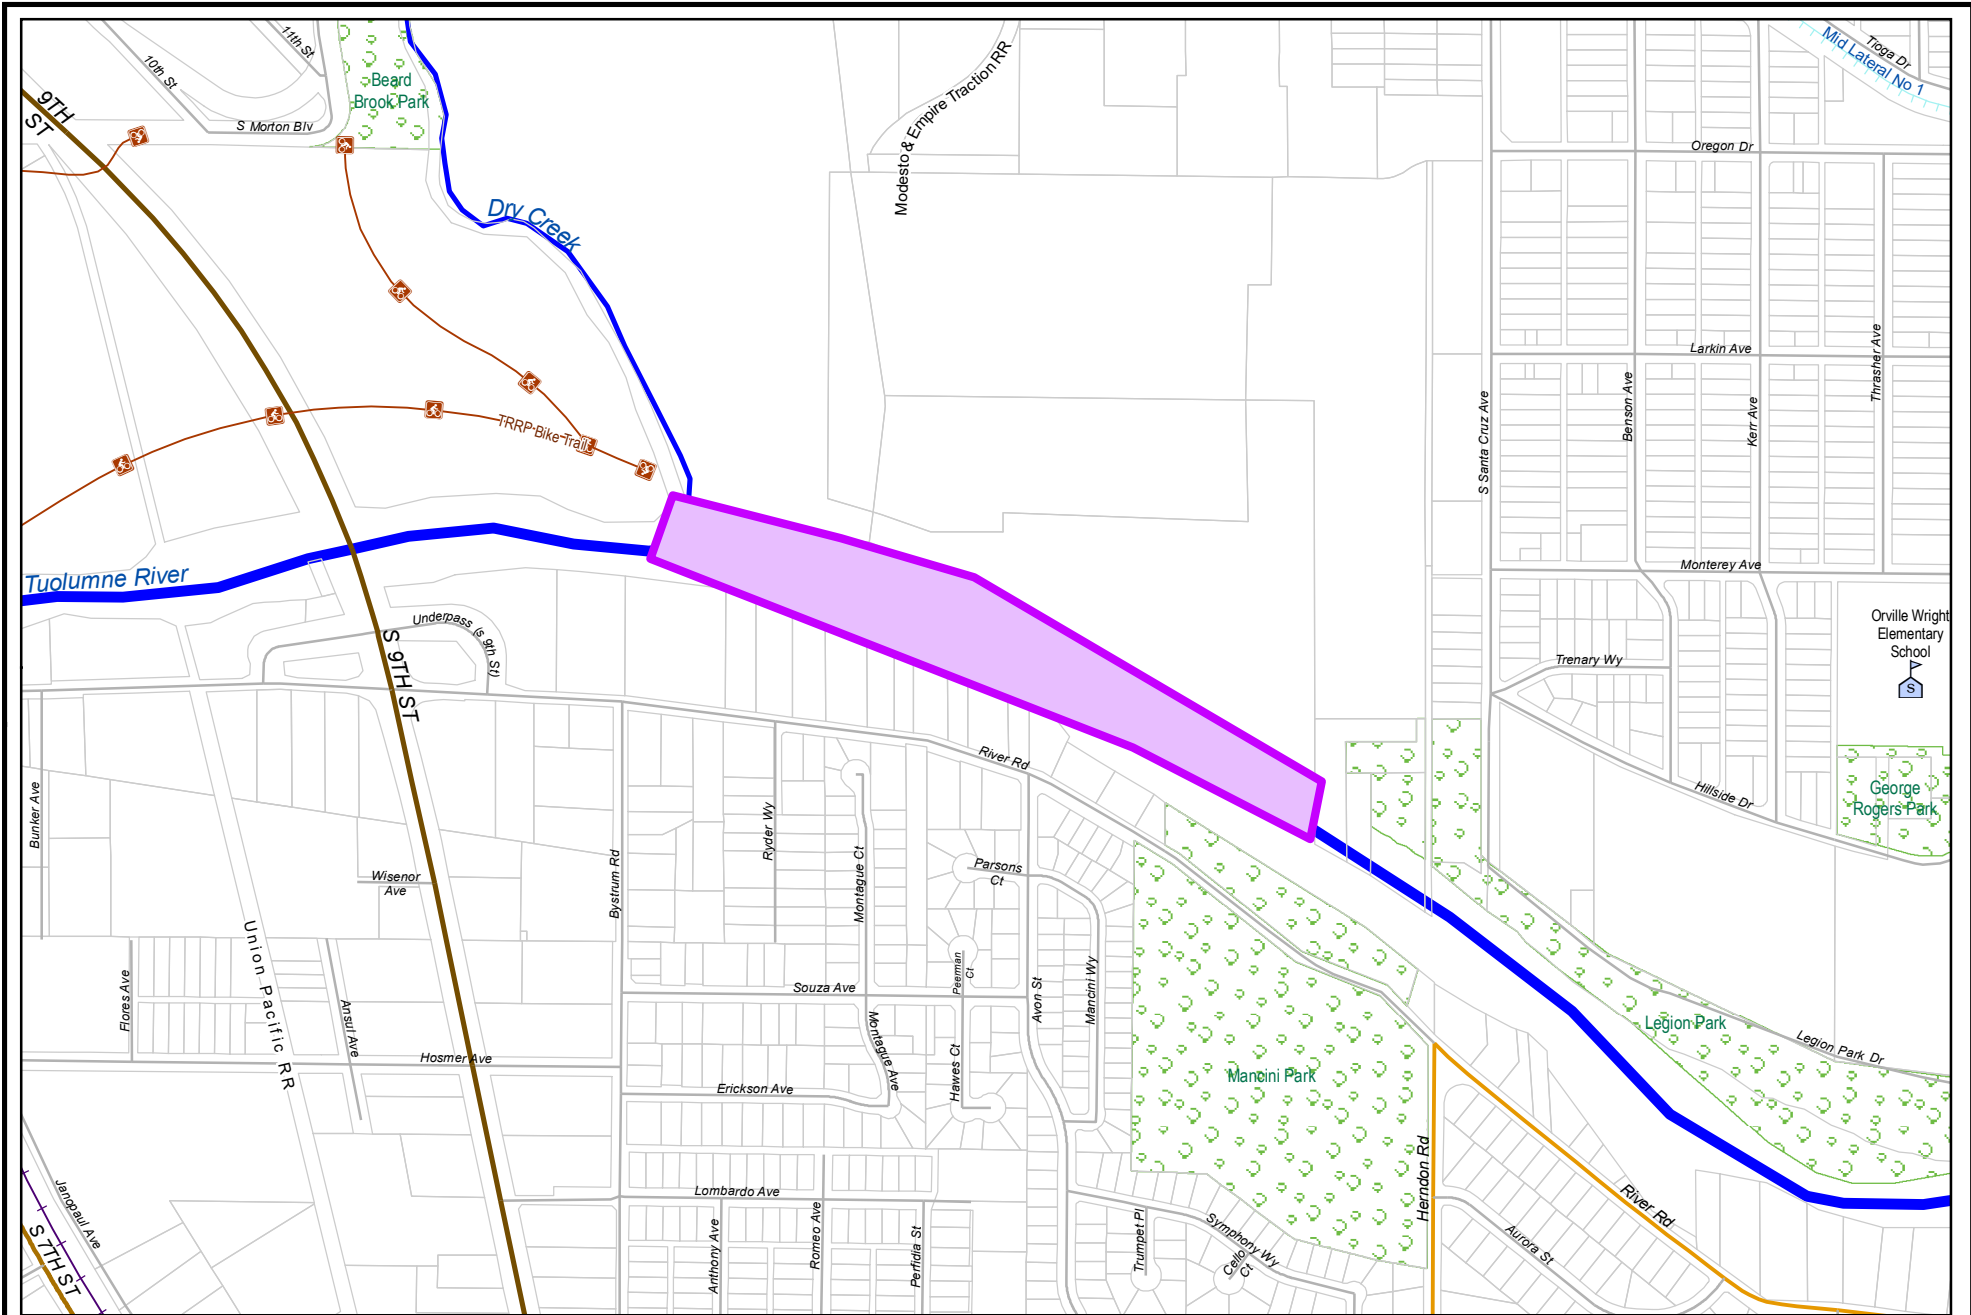 11th St
10th St
Beard
Brook Park
S Morton Blv
9TH
ST
Dry Creek
Modesto & Empire Traction RR
Tioga Dr
Mid Lateral No 1
Oregon Dr
Larkin Ave
Thrasher Ave
Benson Ave
Kerr Ave
S Santa Cruz Ave
TRRP Bike Trail
Monterey Ave
Tuolumne River
Underpass (s 9th St)
S 9TH ST
Orville Wright
Elementary
School
S
Trenary Wy
Hillside Dr
George
Rogers Park
River Rd
Bunker Ave
Ryder Wy
Montague Ct
Bystrum Rd
Wisenor
Ave
Parsons
Ct
Union Pacific RR
Flores Ave
Ansul Ave
Peerman
Ct
Souza Ave
Avon St
Mancini Wy
Montague Ave
Hawes Ct
Hosmer Ave
Erickson Ave
Mancini Park
Legion Park
Legion Park Dr
Herndon Rd
River Rd
Aurora St
Janopaul Ave
S 7TH ST
Lombardo Ave
Anthony Ave
Romeo Ave
Perfidia St
Trumpet Pl
Symphony Wy
Cello
Ct